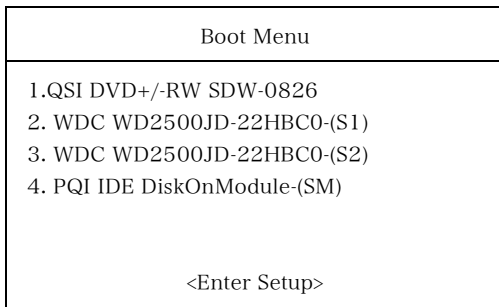 Boot Menu
1.QSI DVD+/-RW SDW-0826
2. WDC WD2500JD-22HBC0-(S1)
3. WDC WD2500JD-22HBC0-(S2)
4. PQI IDE DiskOnModule-(SM)
<Enter Setup>